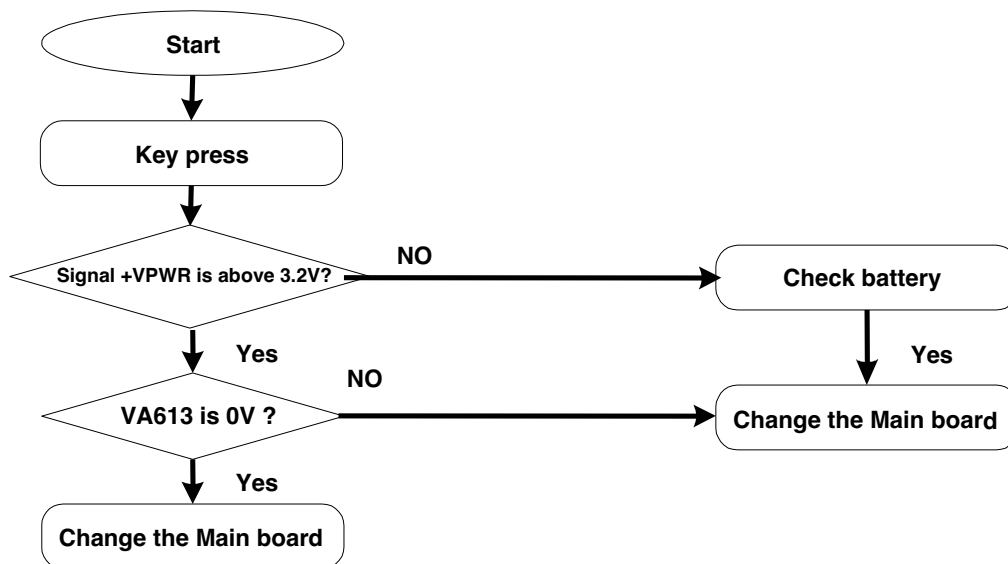 Start
Key press
Signal +VPWR is above 3.2V?
NO
Check battery
Yes
Yes
VA613 is 0V ?
NO
Change the Main board
Yes
Change the Main board